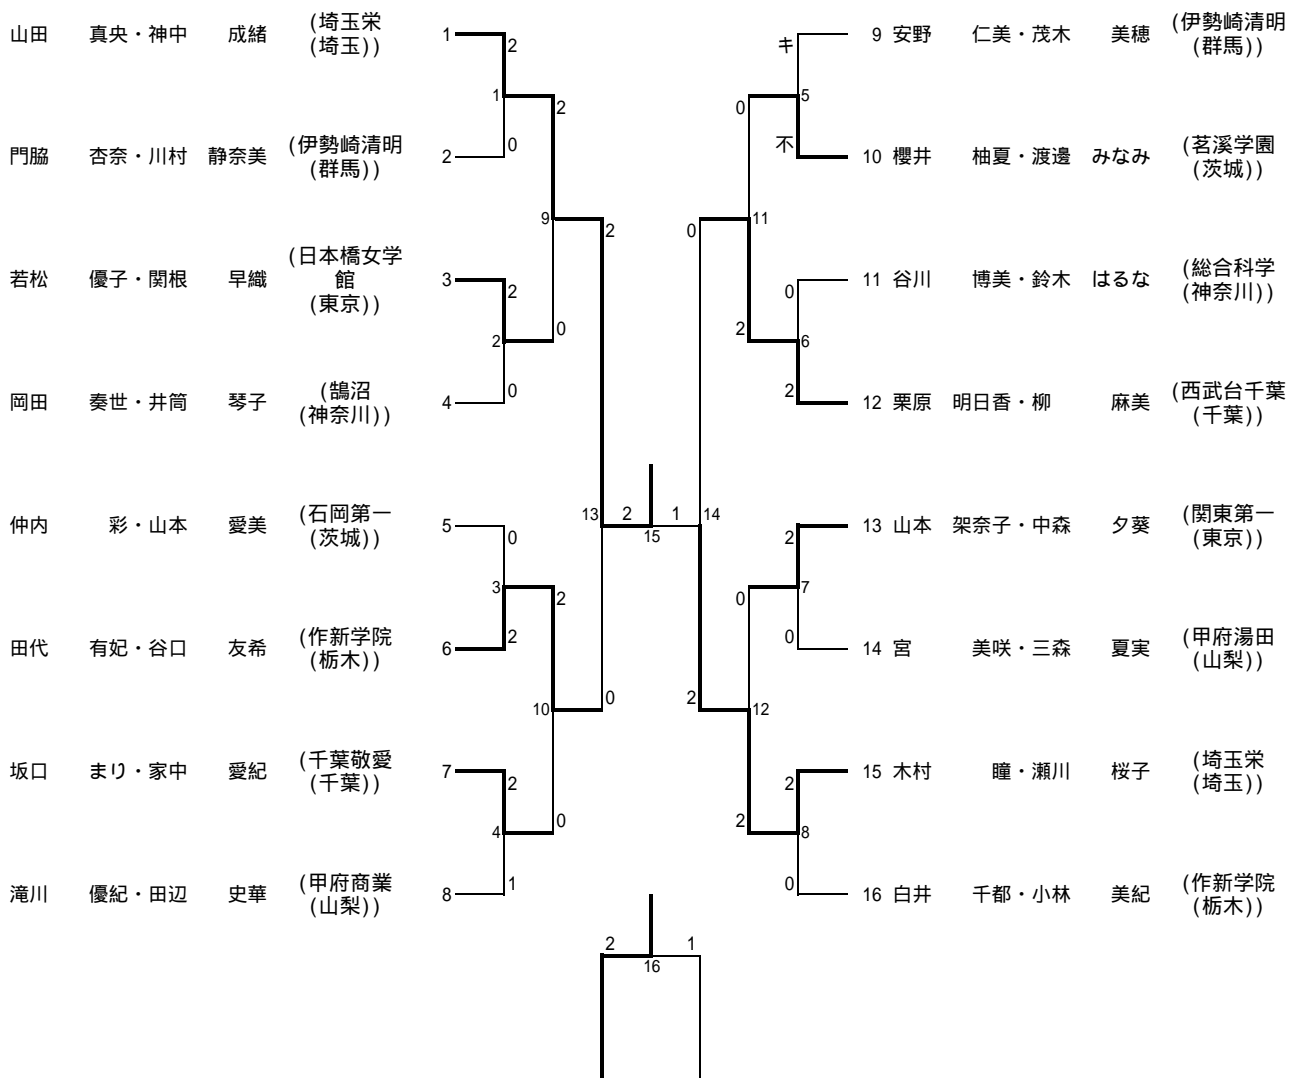 山田 真央・神中 成緒 (埼玉栄
(埼玉))
1
2
1
2
門脇 杏奈・川村 静奈美 (伊勢崎清明
(群馬))
2
0
9
2
若松 優子・関根 早織 (日本橋女学
館
(東京))
3
2
2
0
岡田 奏世・井筒 琴子 (鵠沼
(神奈川))
4
0
13 2 15 1 14
仲内 彩・山本 愛美 (石岡第一
(茨城))
5
0
3
2
田代 有妃・谷口 友希 (作新学院
(栃木))
6
2
10
0
坂口 まり・家中 愛紀 (千葉敬愛
(千葉))
7
2
4
0
滝川 優紀・田辺 史華 (甲府商業
(山梨))
8
1
キ
9 安野 仁美・茂木 美穂 (伊勢崎清明
(群馬))
0
5
不
10 櫻井 柚夏・渡邊 みなみ (茗溪学園
(茨城))
0
11
11 谷川 博美・鈴木 はるな (総合科学
(神奈川))
0
2
6
2
12 栗原 明日香・柳 麻美 (西武台千葉
(千葉))
13 山本 架奈子・中森 夕葵 (関東第一
(東京))
2
0
7
0
14 宮 美咲・三森 夏実 (甲府湯田
(山梨))
2
12
15 木村 瞳・瀬川 桜子 (埼玉栄
(埼玉))
2
2
8
0
16 白井 千都・小林 美紀 (作新学院
(栃木))
2 1
16